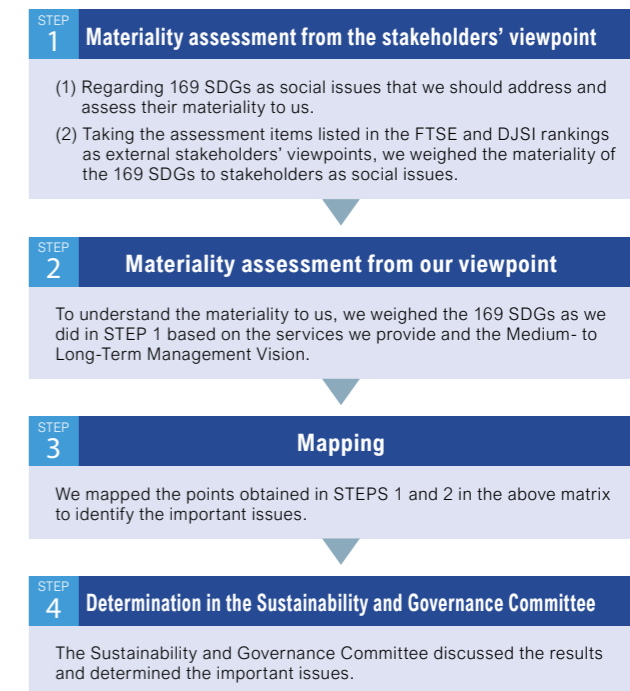 STEP
1
Materiality assessment from the stakeholders’ viewpoint
(1) Regarding 169 SDGs as social issues that we should address and
assess their materiality to us.
(2) Taking the assessment items listed in the FTSE and DJSI rankings
as external stakeholders’ viewpoints, we weighed the materiality of
the 169 SDGs to stakeholders as social issues.
STEP
2
Materiality assessment from our viewpoint
To understand the materiality to us, we weighed the 169 SDGs as we
did in STEP 1 based on the services we provide and the Medium- to
Long-Term Management Vision.
STEP
3
Mapping
We mapped the points obtained in STEPS 1 and 2 in the above matrix
to identify the important issues.
STEP
4
Determination in the Sustainability and Governance Committee
The Sustainability and Governance Committee discussed the results
and determined the important issues.